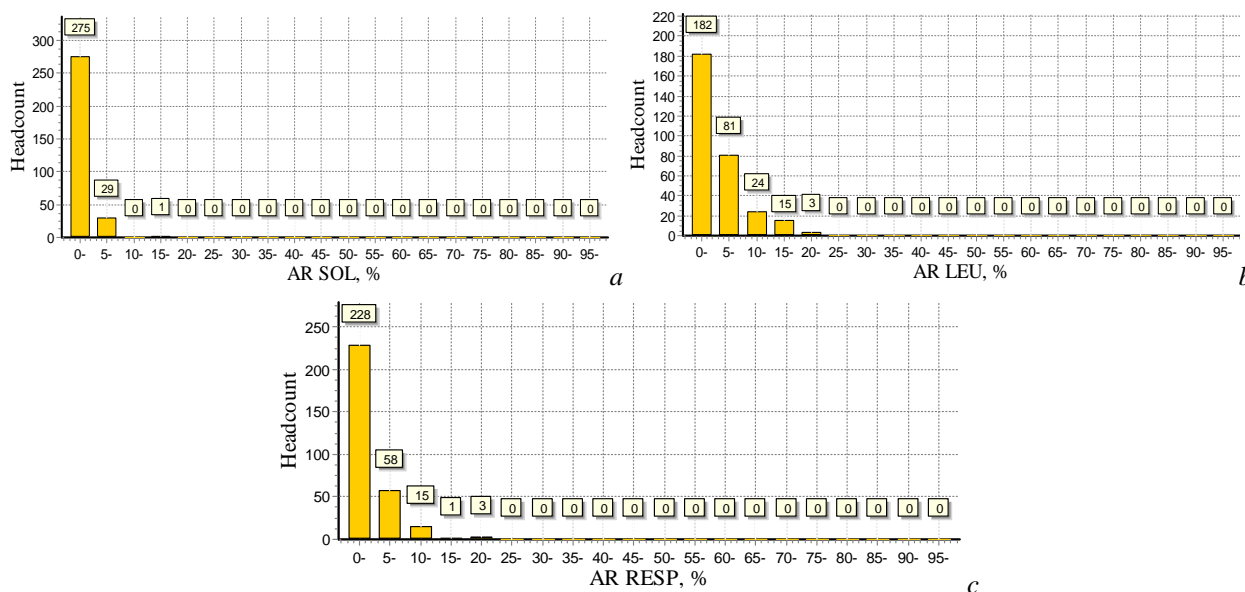 275
300
250
200
150
100
50
0
Headcount
29
0 1 0 0 0 0 0 0 0 0 0 0 0 0 0 0 0 0
0- 5- 10- 15- 20- 25- 30- 35- 40- 45- 50- 55- 60- 65- 70- 75- 80- 85- 90- 95-
AR SOL, %
a
220
200
180
160
140
120
100
80
60
40
20
0
Headcount
182
81
24
15 3 0 0 0 0 0 0 0 0 0 0 0 0 0 0 0
0- 5- 10- 15- 20- 25- 30- 35- 40- 45- 50- 55- 60- 65- 70- 75- 80- 85- 90- 95-
AR LEU, %
b
228
250
200
150
100
50
0
Headcount
58
15
1 3 0 0 0 0 0 0 0 0 0 0 0 0 0 0 0
0- 5- 10- 15- 20- 25- 30- 35- 40- 45- 50- 55- 60- 65- 70- 75- 80- 85- 90- 95-
AR RESP, %
c